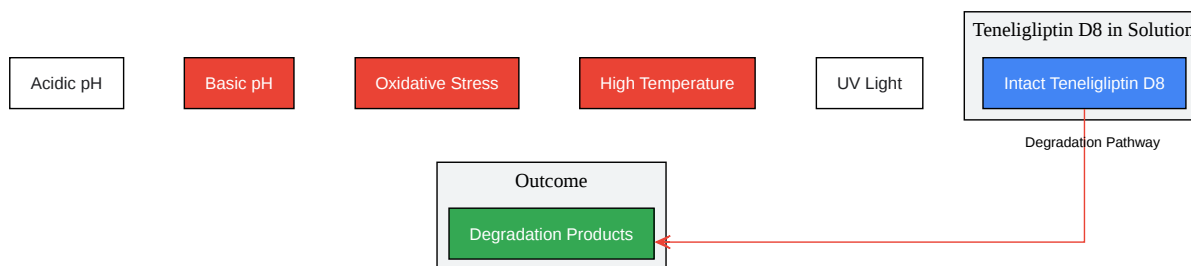 Teneligliptin D8 in Solution
Acidic pH
Basic pH
Oxidative Stress
High Temperature
UV Light
Intact Teneligliptin D8
Degradation Pathway
Outcome
Degradation Products